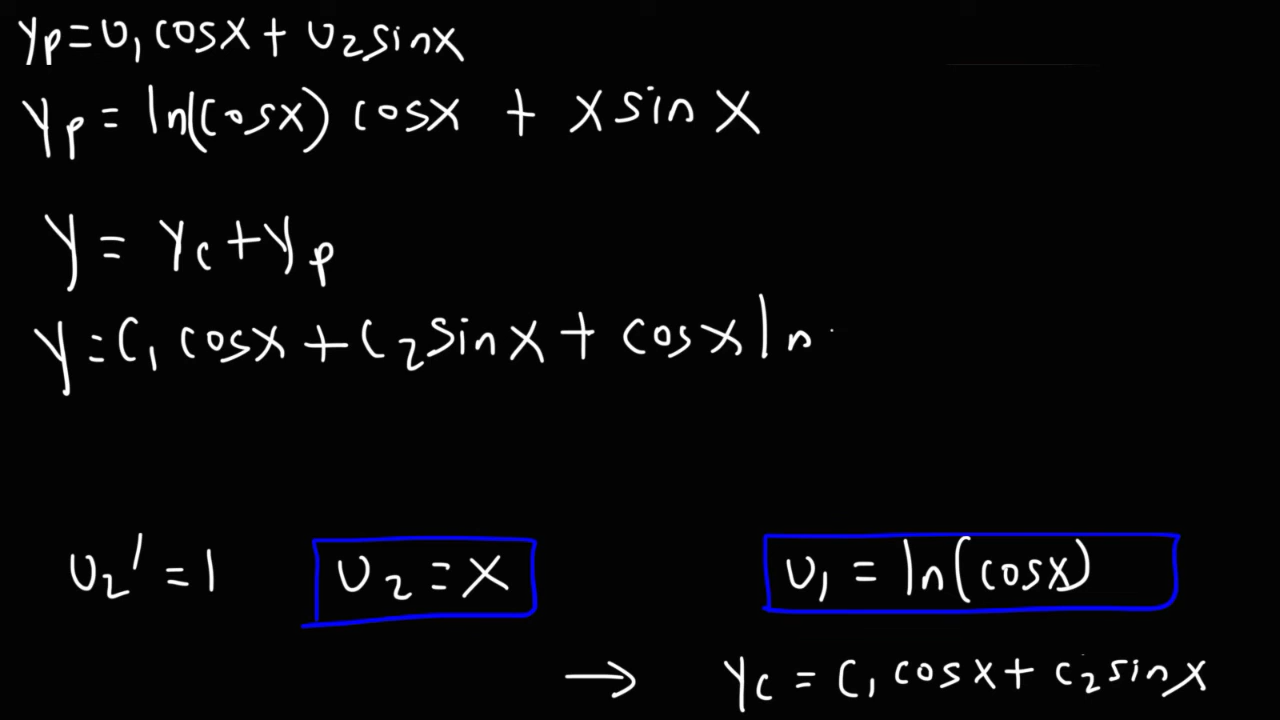 yp = u₁ cosx + u₂ sinx
yp = ln(cosx) cosx + x sin x
y = yc + yp
y = c₁ cosx + c₂ sinx + cosx ln
u₂' = 1 u₂ = x u₁ = ln(cosx)
→ yc = c₁ cosx + c₂ sinx